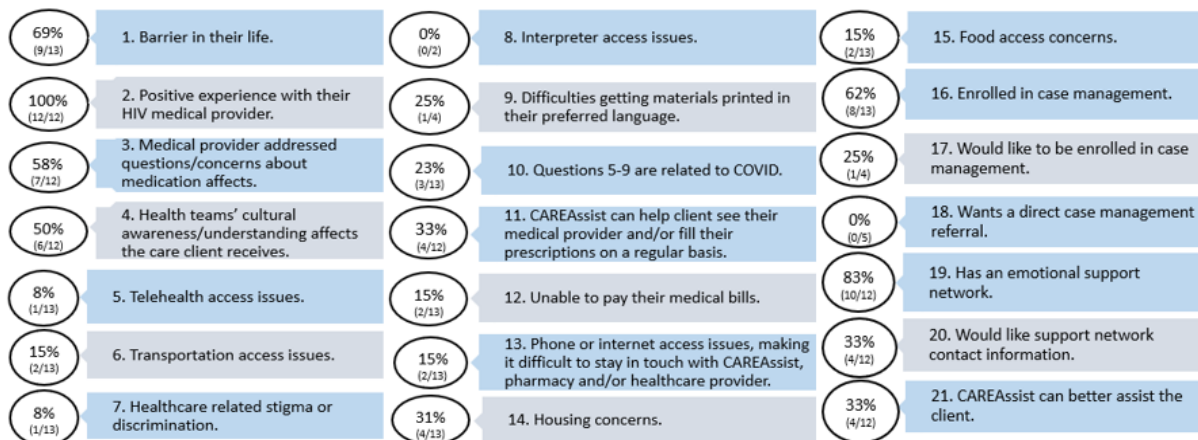 69%
(9/13)
1. Barrier in their life.
100%
(12/12)
2. Positive experience with their
HIV medical provider.
58%
(7/12)
3. Medical provider addressed
questions/concerns about
medication affects.
50%
(6/12)
4. Health teams’ cultural
awareness/understanding affects
the care client receives.
8%
(1/13)
5. Telehealth access issues.
15%
(2/13)
6. Transportation access issues.
8%
(1/13)
7. Healthcare related stigma or
discrimination.
0%
(0/2)
8. Interpreter access issues.
25%
(1/4)
9. Difficulties getting materials printed in
their preferred language.
23%
(3/13)
10. Questions 5-9 are related to COVID.
33%
(4/12)
11. CAREAssist can help client see their
medical provider and/or fill their
prescriptions on a regular basis.
15%
(2/13)
12. Unable to pay their medical bills.
15%
(2/13)
13. Phone or internet access issues, making
it difficult to stay in touch with CAREAssist,
pharmacy and/or healthcare provider.
31%
(4/13)
14. Housing concerns.
15%
(2/13)
15. Food access concerns.
62%
(8/13)
16. Enrolled in case management.
25%
(1/4)
17. Would like to be enrolled in case
management.
0%
(0/5)
18. Wants a direct case management
referral.
83%
(10/12)
19. Has an emotional support
network.
33%
(4/12)
20. Would like support network
contact information.
33%
(4/12)
21. CAREAssist can better assist the
client.